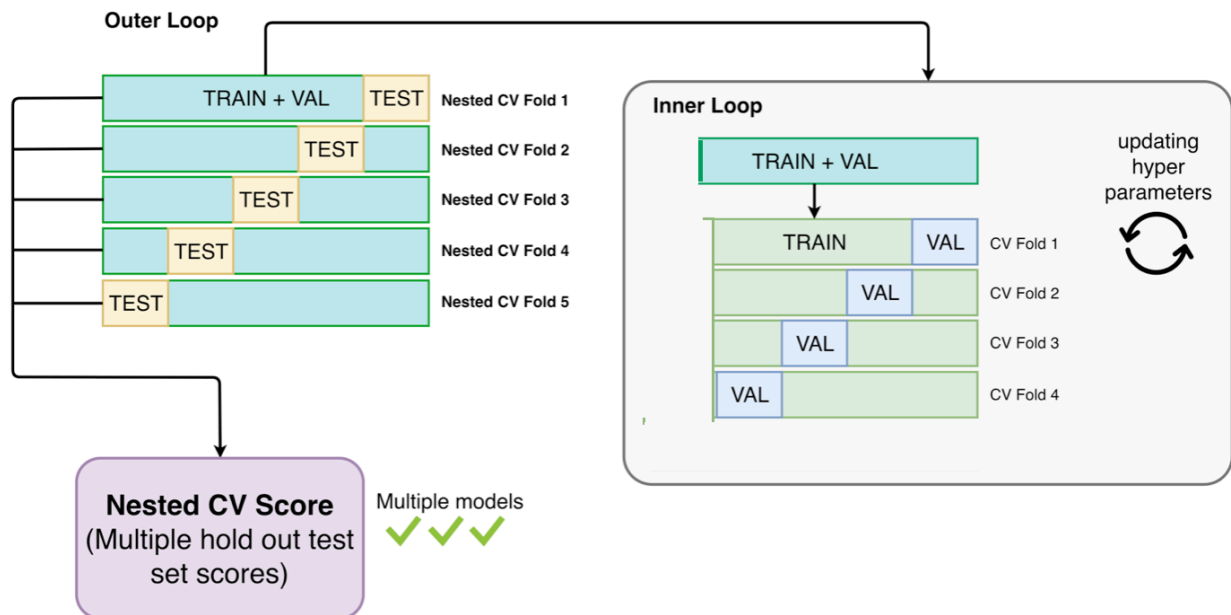 Outer Loop
TRAIN + VAL TEST Nested CV Fold 1
TEST Nested CV Fold 2
TEST Nested CV Fold 3
TEST Nested CV Fold 4
TEST Nested CV Fold 5
Nested CV Score
(Multiple hold out test
set scores)
Multiple models
Inner Loop
TRAIN + VAL
TRAIN VAL CV Fold 1
VAL CV Fold 2
VAL CV Fold 3
VAL CV Fold 4
,
updating
hyper
parameters